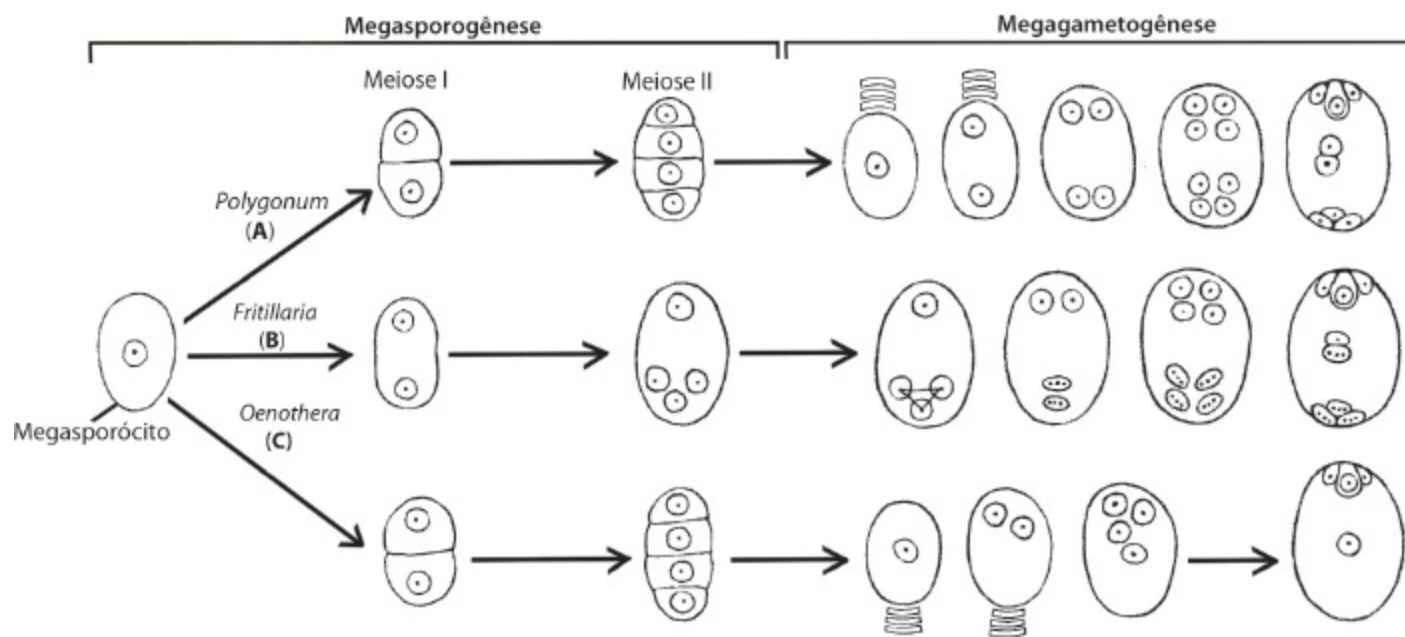 Megasporogênese
Megagametogênese
Meiose I
Meiose II
Polygonum
(A)
Fritillaria
(B)
Oenothera
(C)
Megasporócito